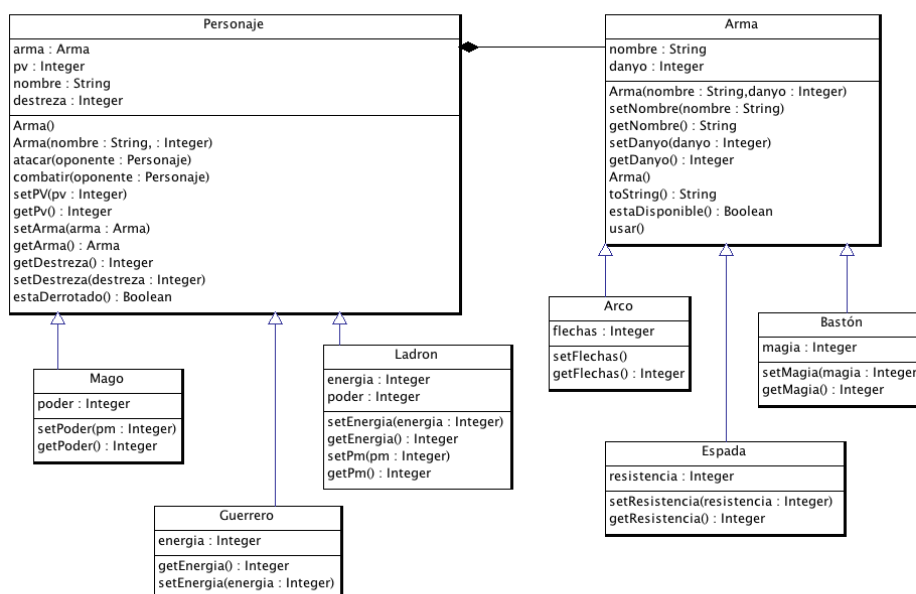 Personaje
arma : Arma
pv : Integer
nombre : String
destreza : Integer
Arma()
Arma(nombre : String, : Integer)
atacar(oponente : Personaje)
combatir(oponente : Personaje)
setPV(pv : Integer)
getPv() : Integer
setArma(arma : Arma)
getArma() : Arma
getDestreza() : Integer
setDestreza(destreza : Integer)
estaDerrotado() : Boolean
Arma
nombre : String
danyo : Integer
Arma(nombre : String,danyo : Integer)
setNombre(nombre : String)
getNombre() : String
setDanyo(danyo : Integer)
getDanyo() : Integer
Arma()
toString() : String
estaDisponible() : Boolean
usar()
Mago
poder : Integer
setPoder(pm : Integer)
getPoder() : Integer
Guerrero
energia : Integer
getEnergia() : Integer
setEnergia(energia : Integer)
Ladron
energia : Integer
poder : Integer
setEnergia(energia : Integer)
getEnergia() : Integer
setPm(pm : Integer)
getPm() : Integer
Arco
flechas : Integer
setFlechas()
getFlechas() : Integer
Espada
resistencia : Integer
setResistencia(resistencia : Integer)
getResistencia() : Integer
Bastón
magia : Integer
setMagia(magia : Integer
getMagia() : Integer